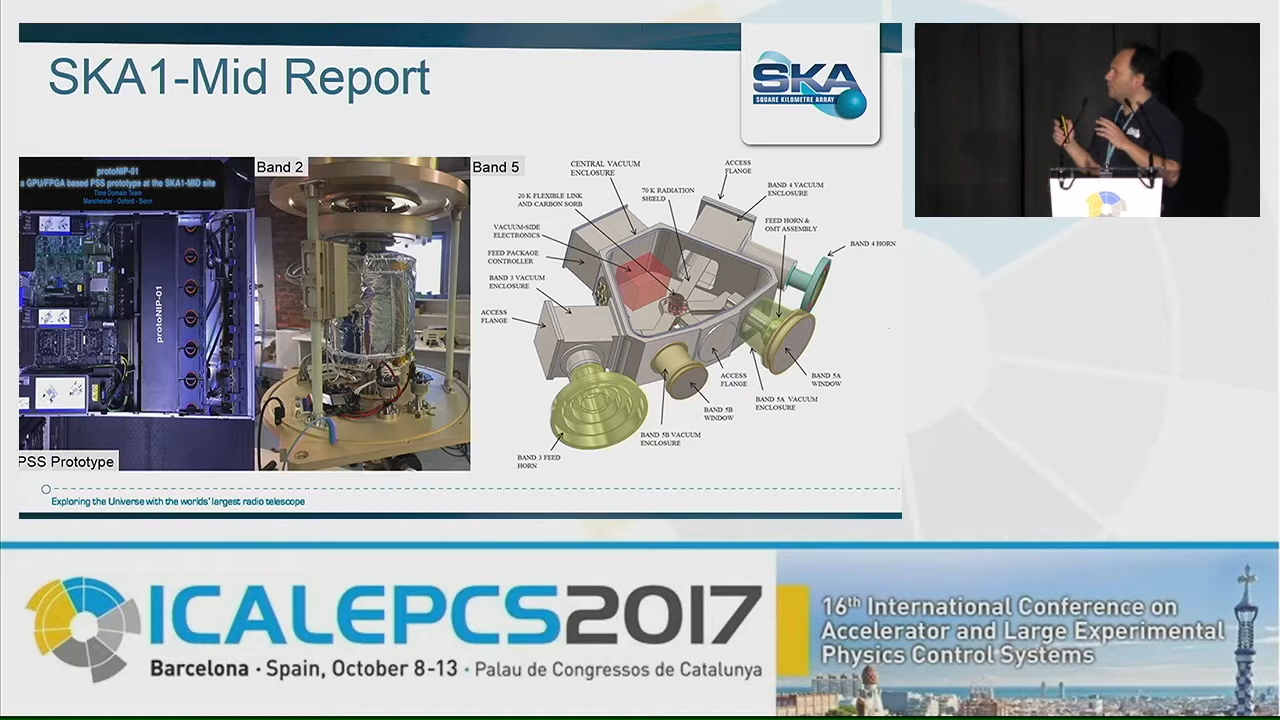 SKA1-Mid Report
SKA
SQUARE KILOMETRE ARRAY
protoNIP-01
a GPU/FPGA based PSS prototype at the SKA1-MID site
Time Domain Team
Manchester - Oxford - Bonn
protoNIP-01
PSS Prototype
Band 2
Band 5
CENTRAL VACUUM
ENCLOSURE
ACCESS
FLANGE
20 K FLEXIBLE LINK
AND CARBON SORB
70 K RADIATION
SHIELD
BAND 4 VACUUM
ENCLOSURE
VACUUM-SIDE
ELECTRONICS
FEED HORN &
OMT ASSEMBLY
FEED PACKAGE
CONTROLLER
BAND 4 HORN
BAND 3 VACUUM
ENCLOSURE
ACCESS
FLANGE
ACCESS
FLANGE
BAND 5A
WINDOW
BAND 5A VACUUM
ENCLOSURE
BAND 5B
WINDOW
BAND 5B VACUUM
ENCLOSURE
BAND 3 FEED
HORN
Exploring the Universe with the worlds' largest radio telescope
ICALEPCS2017
Barcelona · Spain, October 8-13 · Palau de Congressos de Catalunya
16th International Conference on
Accelerator and Large Experimental
Physics Control Systems